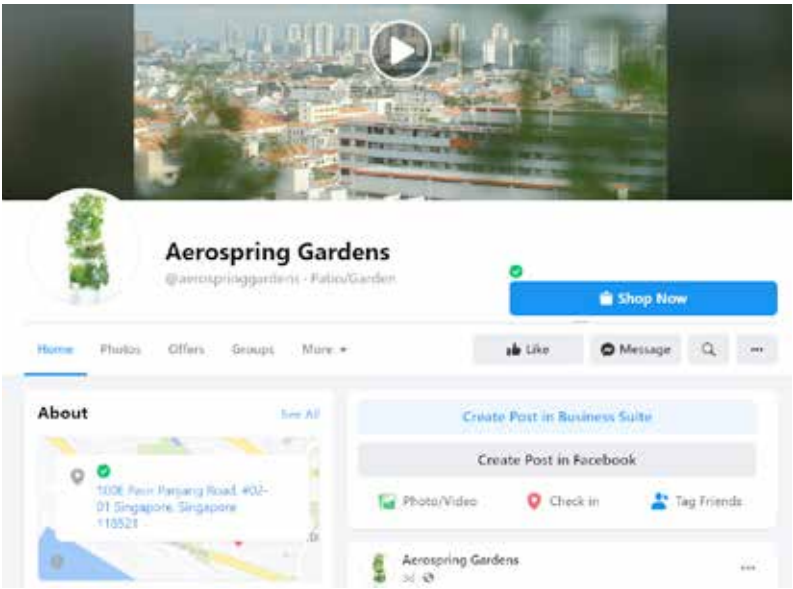 Aerospring Gardens
@aerospringgardens · Patio/Garden
Shop Now
Home Photos Offers Groups More
Like Message
About See All
100E Pasir Panjang Road, #02-
01 Singapore, Singapore
118521
Create Post in Business Suite
Create Post in Facebook
Photo/Video Check in Tag Friends
Aerospring Gardens
3d